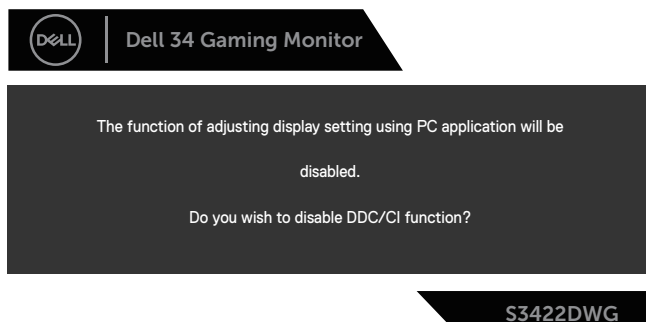 DELL
Dell 34 Gaming Monitor
The function of adjusting display setting using PC application will be
disabled.
Do you wish to disable DDC/CI function?
S3422DWG